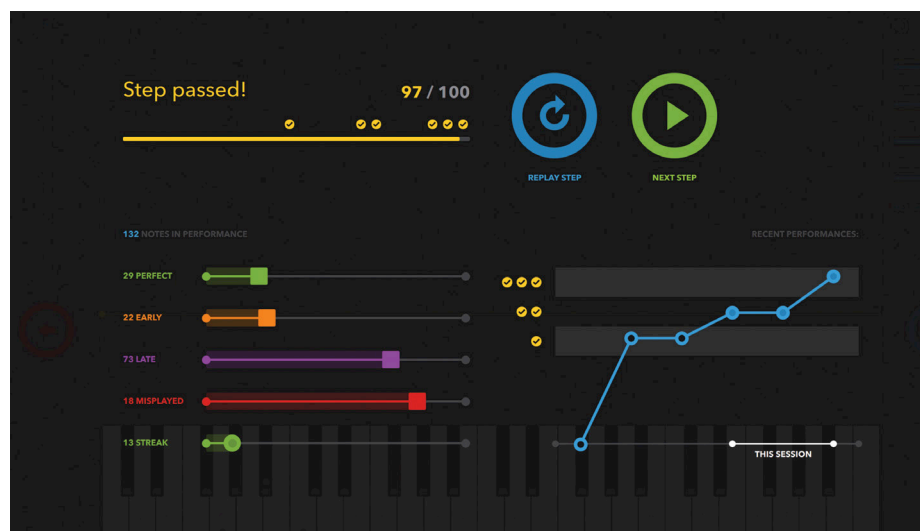 Step passed!
97 / 100
REPLAY STEP
NEXT STEP
132 NOTES IN PERFORMANCE
RECENT PERFORMANCES:
29 PERFECT
22 EARLY
73 LATE
18 MISPLAYED
13 STREAK
THIS SESSION